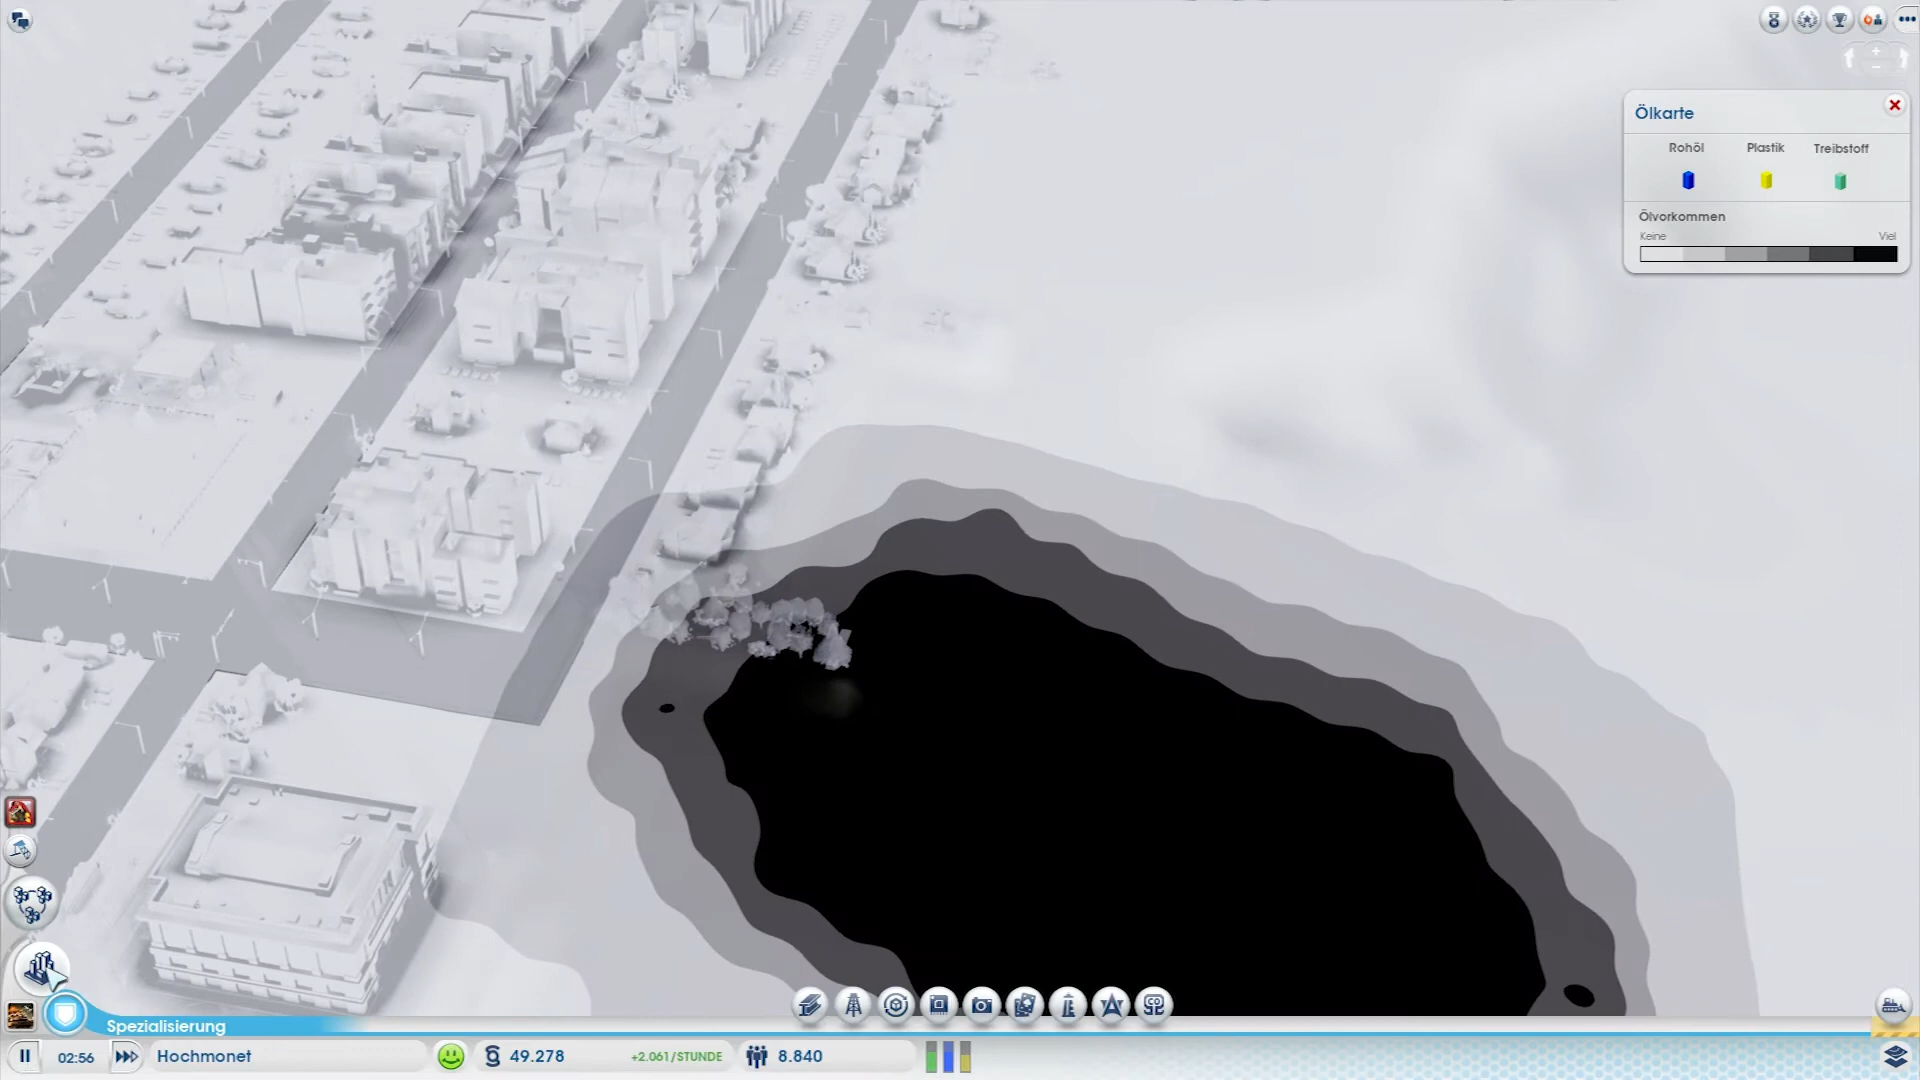 Ölkarte
Rohöl Plastik Treibstoff
Ölvorkommen
Keine Viel
Spezialisierung
02:56 Hochmonet 49.278 +2.061/STUNDE 8.840